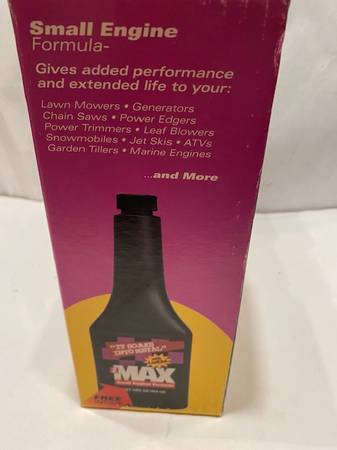 Small Engine
Formula-
Gives added performance
and extended life to your:
Lawn Mowers • Generators
Chain Saws • Power Edgers
Power Trimmers • Leaf Blowers
Snowmobiles • Jet Skis • ATVs
Garden Tillers • Marine Engines
...and More
"IT SOAKS
INTO METAL"
MAX
Small Engine Formula
FREE